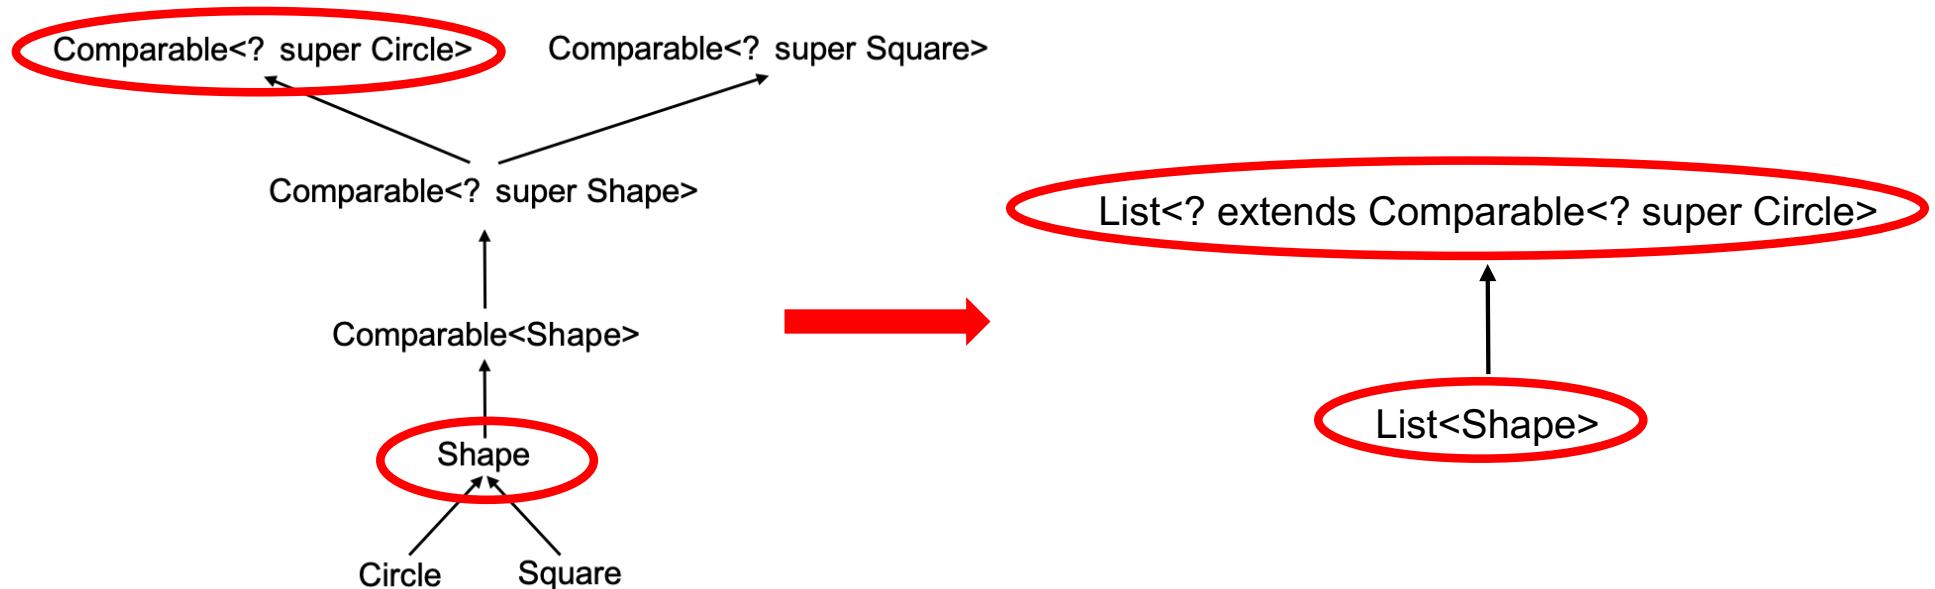 Comparable<? super Circle>
Comparable<? super Square>
Comparable<? super Shape>
Comparable<Shape>
Shape
Circle
Square
List<? extends Comparable<? super Circle>
List<Shape>